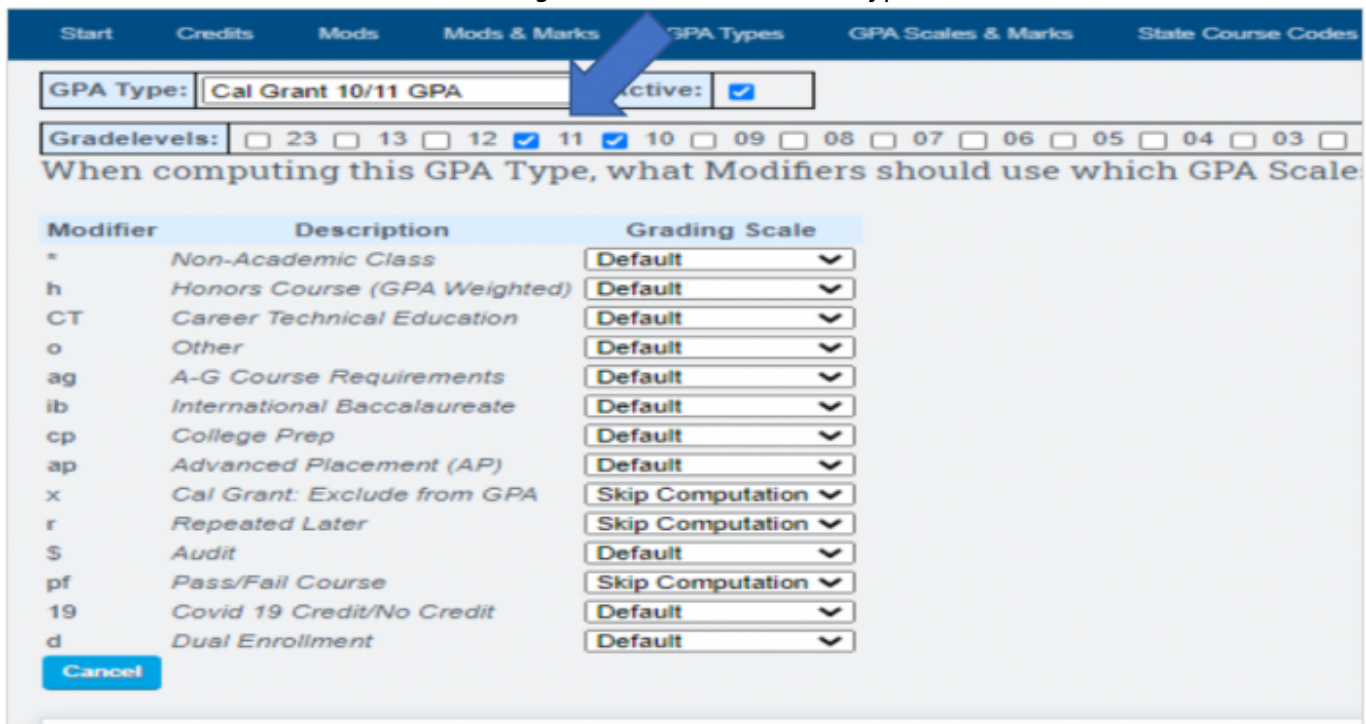 Start Credits Mods Mods & Marks GPA Types GPA Scales & Marks State Course Codes
GPA Type: Cal Grant 10/11 GPA ctive:
Gradelevels: 23 13 12 11 10 09 08 07 06 05 04 03
When computing this GPA Type, what Modifiers should use which GPA Scale
Modifier Description Grading Scale
* Non-Academic Class Default
h Honors Course (GPA Weighted) Default
CT Career Technical Education Default
o Other Default
ag A-G Course Requirements Default
ib International Baccalaureate Default
cp College Prep Default
ap Advanced Placement (AP) Default
x Cal Grant: Exclude from GPA Skip Computation
r Repeated Later Skip Computation
$ Audit Default
pf Pass/Fail Course Skip Computation
19 Covid 19 Credit/No Credit Default
d Dual Enrollment Default
Cancel